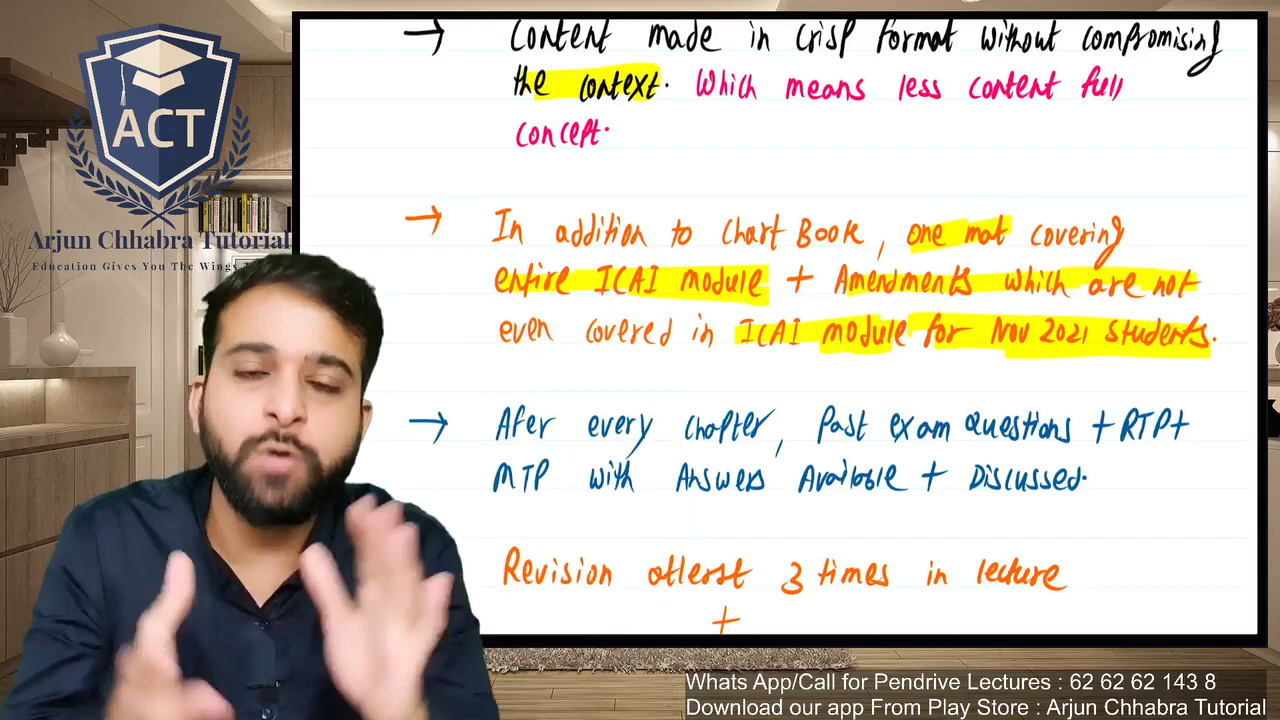 ACT
Arjun Chhabra Tutorial
Education Gives You The Wings
→ Content made in crisp format without compromising
the context. Which means less content full
concept.
→ In addition to Chart Book, one mat covering
entire ICAI module + Amendments which are not
even covered in ICAI module for Nov 2021 students.
→ Afer every chapter, Past exam questions + RTP +
MTP with Answers Available + Discussed.
Revision atlerst 3 times in lecture
+
Whats App/Call for Pendrive Lectures : 62 62 62 143 8
Download our app From Play Store : Arjun Chhabra Tutorial